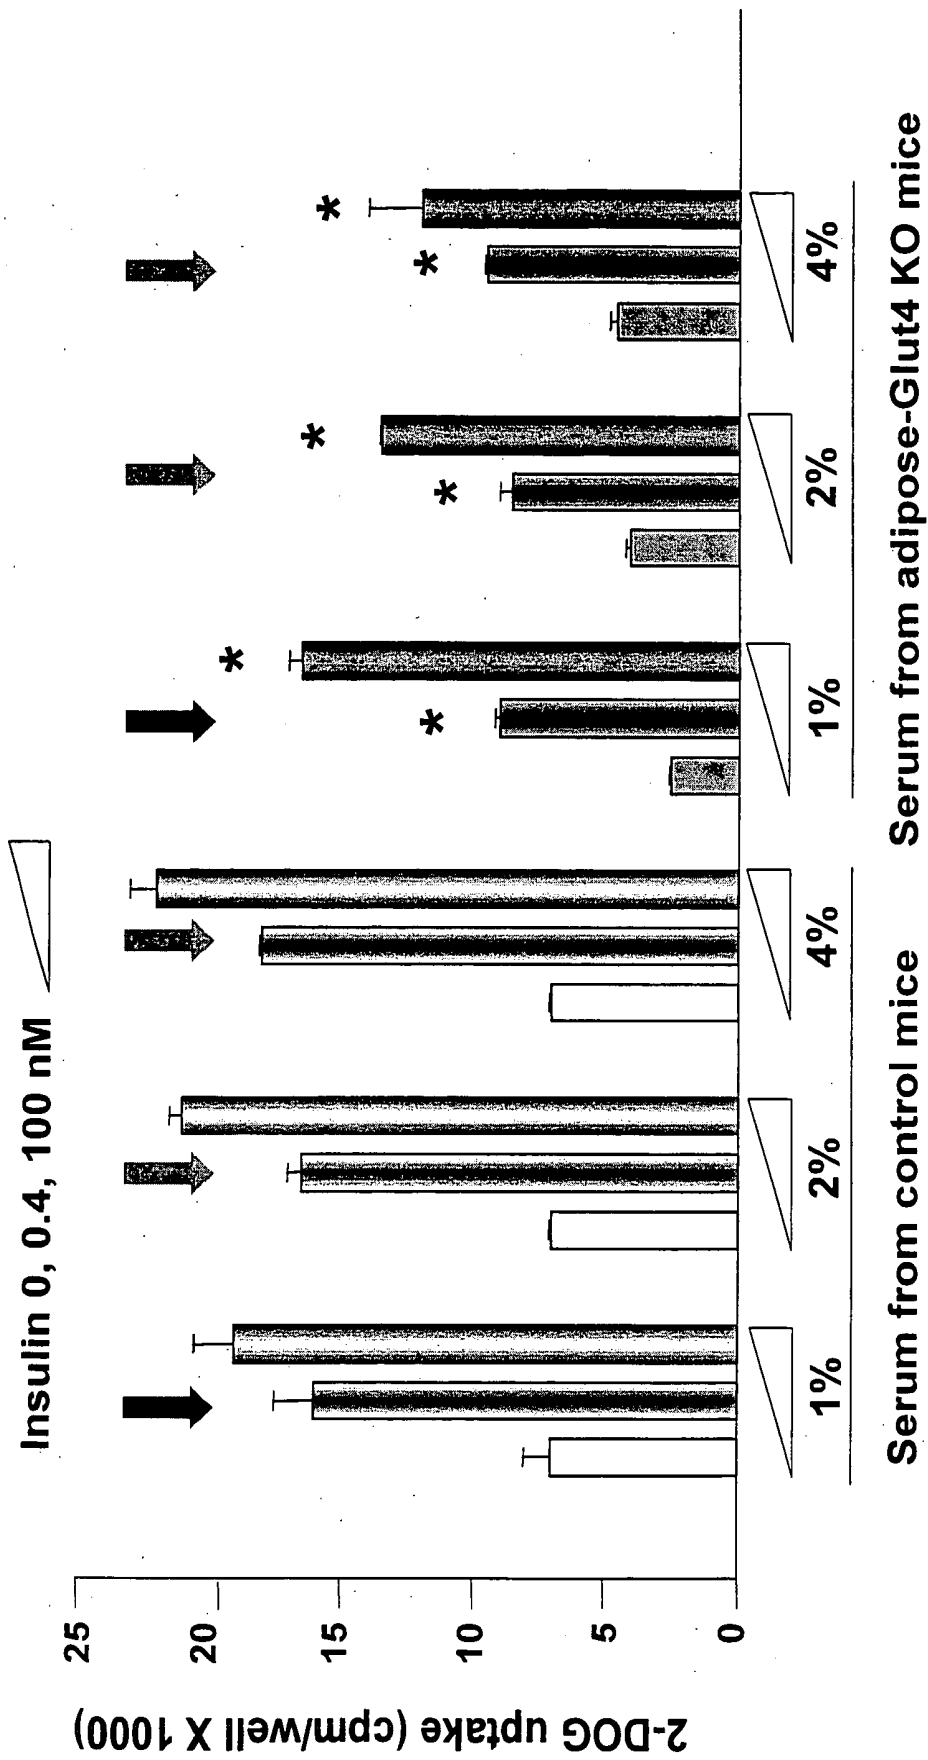 Insulin 0, 0.4, 100 nM
2-DOG uptake (cpm/well X 1000)
25
20
15
10
5
0
* * * * * *
1% 2% 4% 1% 2% 4%
Serum from control mice Serum from adipose-Glut4 KO mice